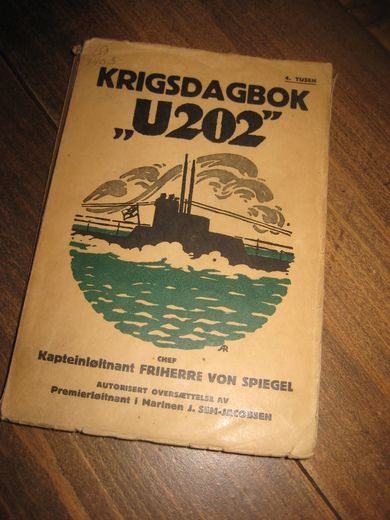 4. TUSEN
KRIGSDAGBOK
„U202”
CHEF
Kapteinløitnant FRIHERRE VON SPIEGEL
AUTORISERT OVERSÆTTELSE AV
Premierløitnant i Marinen J. SEM-JACOBSEN